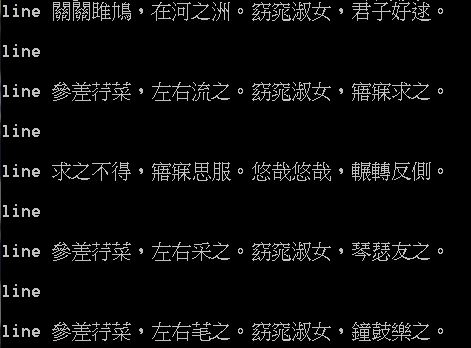 line 關關雎鳩，在河之洲。窈窕淑女，君子好逑。
line
line 參差荇菜，左右流之。窈窕淑女，寤寐求之。
line
line 求之不得，寤寐思服。悠哉悠哉，輾轉反側。
line
line 參差荇菜，左右采之。窈窕淑女，琴瑟友之。
line
line 參差荇菜，左右芼之。窈窕淑女，鐘鼓樂之。